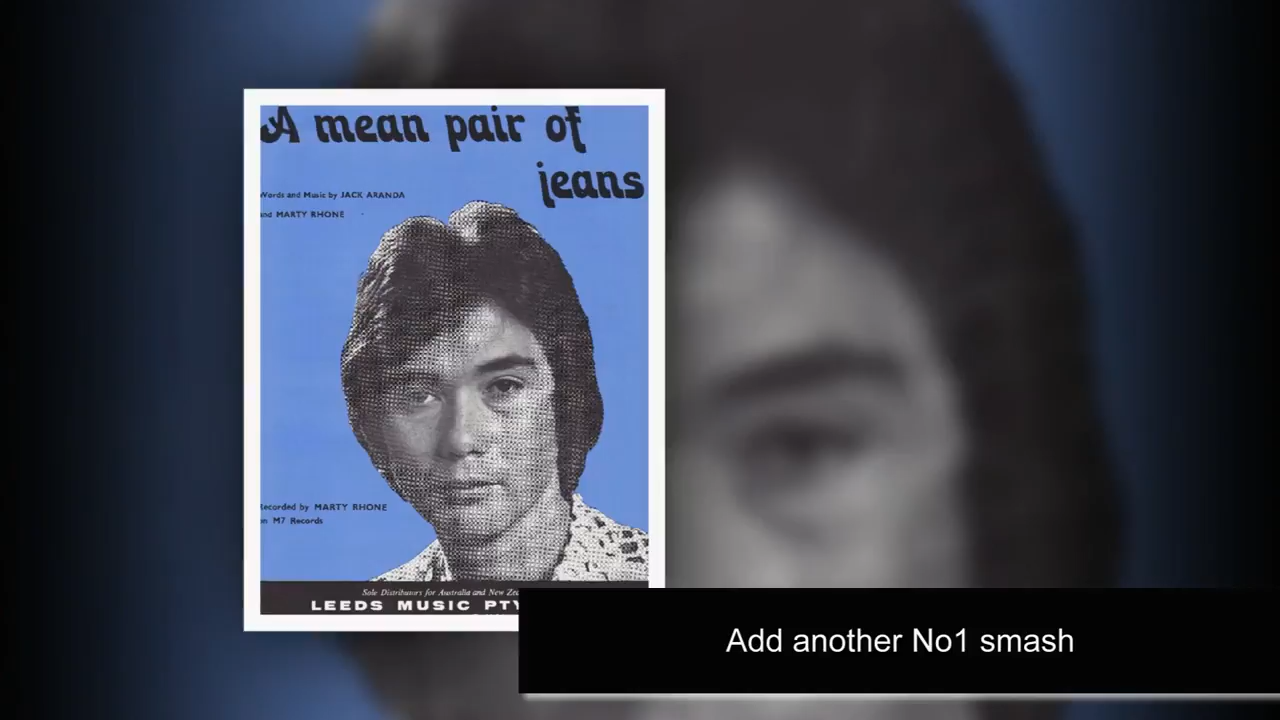 A mean pair of
jeans
Words and Music by JACK ARANDA
and MARTY RHONE
Recorded by MARTY RHONE
on M7 Records
Sole Distributors for Australia and New Zea
LEEDS MUSIC PTY
Add another No1 smash